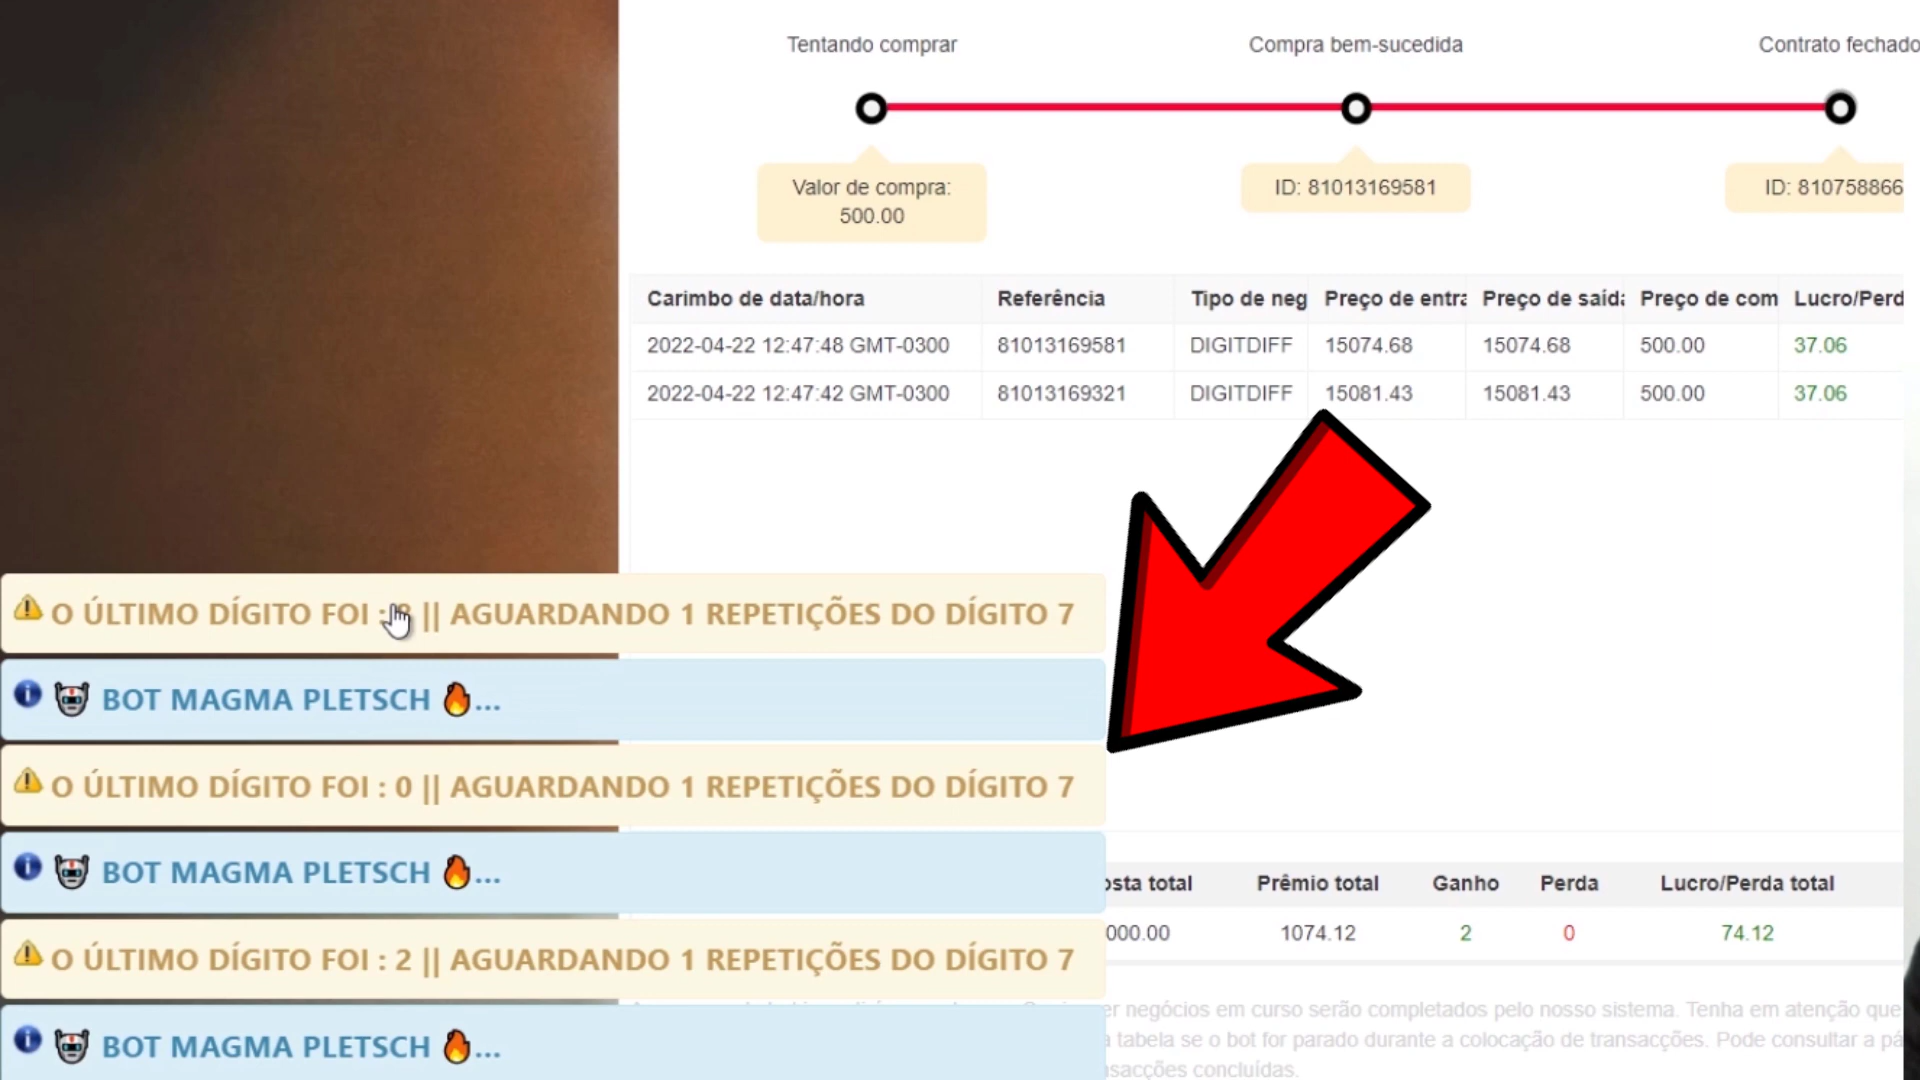 Tentando comprar
Compra bem-sucedida
Contrato fechado
Valor de compra:
500.00
ID: 81013169581
ID: 810758866
Carimbo de data/hora Referência Tipo de neg Preço de entra Preço de saída Preço de com Lucro/Perd
2022-04-22 12:47:48 GMT-0300 81013169581 DIGITDIFF 15074.68 15074.68 500.00 37.06
2022-04-22 12:47:42 GMT-0300 81013169321 DIGITDIFF 15081.43 15081.43 500.00 37.06
O ÚLTIMO DÍGITO FOI : || AGUARDANDO 1 REPETIÇÕES DO DÍGITO 7
BOT MAGMA PLETSCH ...
O ÚLTIMO DÍGITO FOI : 0 || AGUARDANDO 1 REPETIÇÕES DO DÍGITO 7
BOT MAGMA PLETSCH ...
osta total Prêmio total Ganho Perda Lucro/Perda total
000.00 1074.12 2 0 74.12
O ÚLTIMO DÍGITO FOI : 2 || AGUARDANDO 1 REPETIÇÕES DO DÍGITO 7
BOT MAGMA PLETSCH ...
er negócios em curso serão completados pelo nosso sistema. Tenha em atenção que
a tabela se o bot for parado durante a colocação de transacções. Pode consultar a pá
nsacções concluídas.